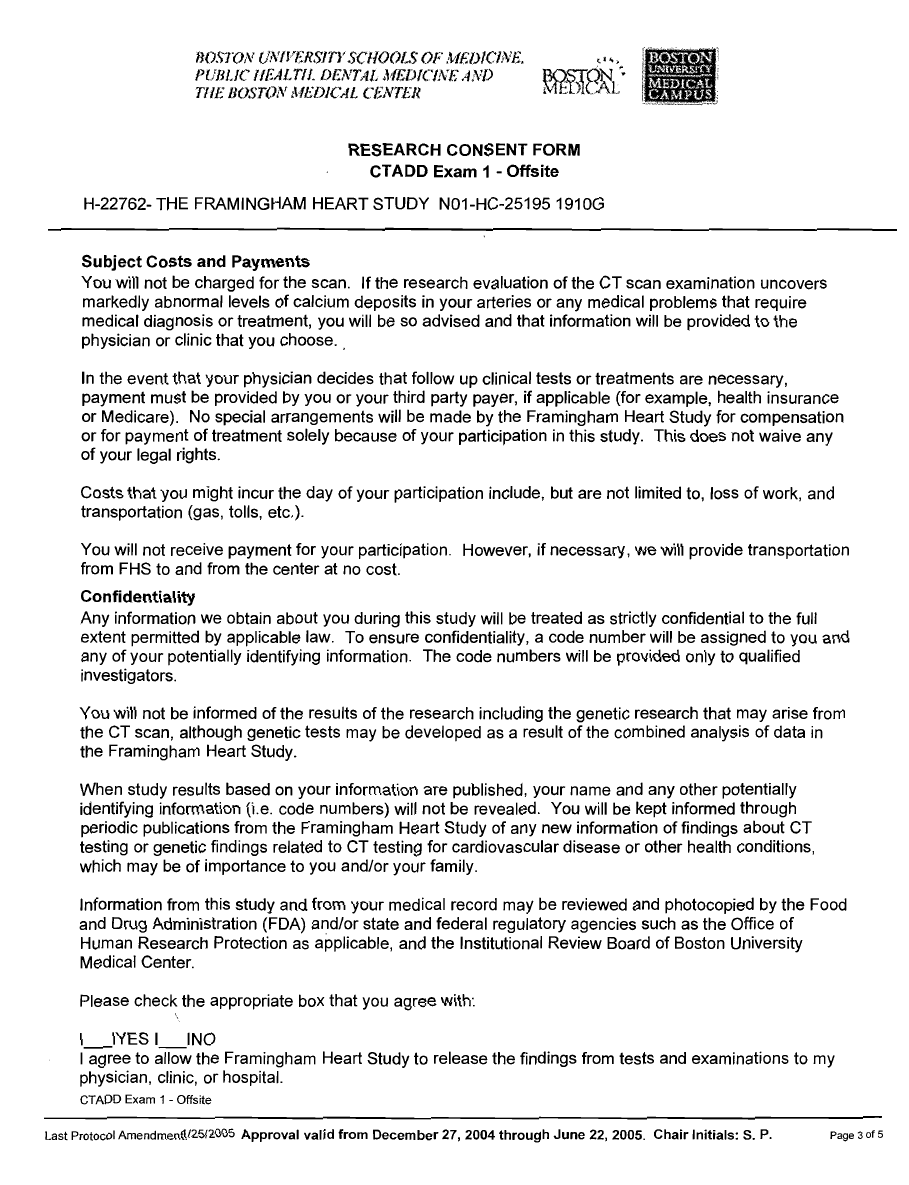 BOSTON UNIVERSITY SCHOOLS OF MEDICINE,
PUBLIC HEALTH, DENTAL MEDICINE AND
THE BOSTON MEDICAL CENTER
BOSTON
MEDICAL
BOSTON
UNIVERSITY
MEDICAL
CAMPUS
RESEARCH CONSENT FORM
CTADD Exam 1 - Offsite
H-22762- THE FRAMINGHAM HEART STUDY N01-HC-25195 1910G
Subject Costs and Payments
You will not be charged for the scan. If the research evaluation of the CT scan examination uncovers
markedly abnormal levels of calcium deposits in your arteries or any medical problems that require
medical diagnosis or treatment, you will be so advised and that information will be provided to the
physician or clinic that you choose.
In the event that your physician decides that follow up clinical tests or treatments are necessary,
payment must be provided by you or your third party payer, if applicable (for example, health insurance
or Medicare). No special arrangements will be made by the Framingham Heart Study for compensation
or for payment of treatment solely because of your participation in this study. This does not waive any
of your legal rights.
Costs that you might incur the day of your participation include, but are not limited to, loss of work, and
transportation (gas, tolls, etc.).
You will not receive payment for your participation. However, if necessary, we will provide transportation
from FHS to and from the center at no cost.
Confidentiality
Any information we obtain about you during this study will be treated as strictly confidential to the full
extent permitted by applicable law. To ensure confidentiality, a code number will be assigned to you and
any of your potentially identifying information. The code numbers will be provided only to qualified
investigators.
You will not be informed of the results of the research including the genetic research that may arise from
the CT scan, although genetic tests may be developed as a result of the combined analysis of data in
the Framingham Heart Study.
When study results based on your information are published, your name and any other potentially
identifying information (i.e. code numbers) will not be revealed. You will be kept informed through
periodic publications from the Framingham Heart Study of any new information of findings about CT
testing or genetic findings related to CT testing for cardiovascular disease or other health conditions,
which may be of importance to you and/or your family.
Information from this study and from your medical record may be reviewed and photocopied by the Food
and Drug Administration (FDA) and/or state and federal regulatory agencies such as the Office of
Human Research Protection as applicable, and the Institutional Review Board of Boston University
Medical Center.
Please check the appropriate box that you agree with:
I___IYES I___INO
I agree to allow the Framingham Heart Study to release the findings from tests and examinations to my
physician, clinic, or hospital.
CTADD Exam 1 - Offsite
Last Protocol Amendment1/25/2005 Approval valid from December 27, 2004 through June 22, 2005. Chair Initials: S. P. Page 3 of 5